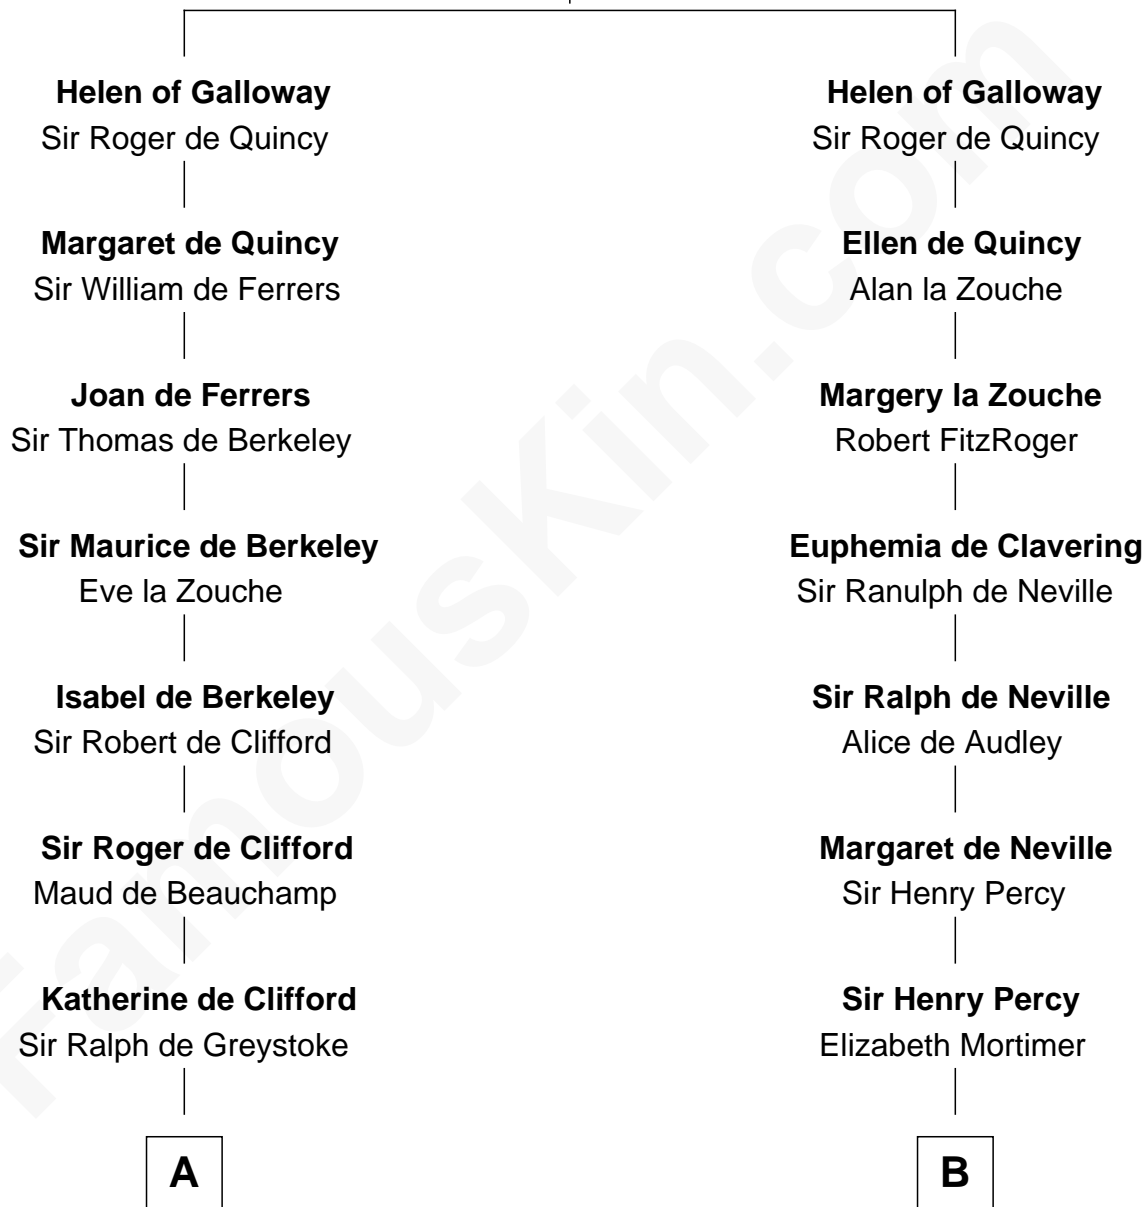 Helen of Galloway
Sir Roger de Quincy
Helen of Galloway
Sir Roger de Quincy
Margaret de Quincy
Sir William de Ferrers
Ellen de Quincy
Alan la Zouche
Joan de Ferrers
Sir Thomas de Berkeley
Margery la Zouche
Robert FitzRoger
Sir Maurice de Berkeley
Eve la Zouche
Euphemia de Clavering
Sir Ranulph de Neville
Isabel de Berkeley
Sir Robert de Clifford
Sir Ralph de Neville
Alice de Audley
Sir Roger de Clifford
Maud de Beauchamp
Margaret de Neville
Sir Henry Percy
Katherine de Clifford
Sir Ralph de Greystoke
Sir Henry Percy
Elizabeth Mortimer
A
B
FamousKin.com